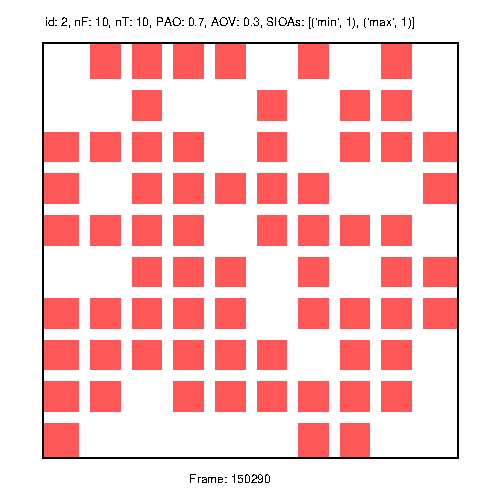 id: 2, nF: 10, nT: 10, PAO: 0.7, AOV: 0.3, SIOAs: [('min', 1), ('max', 1)]
Frame: 150290